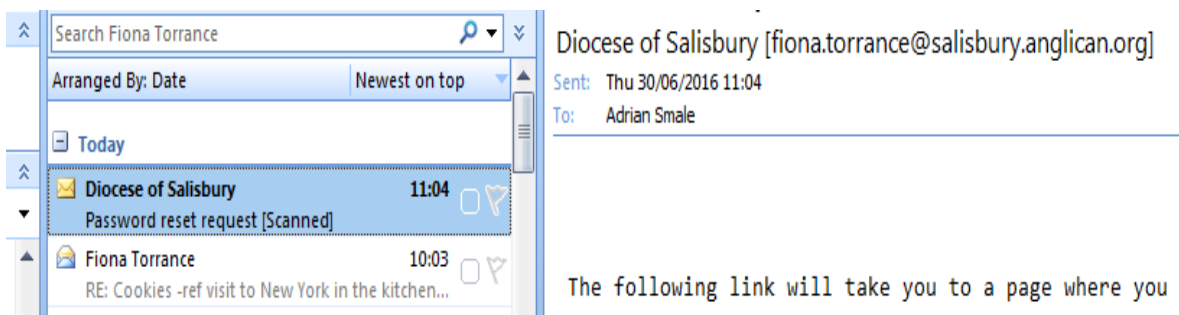 Search Fiona Torrance
Arranged By: Date Newest on top
Today
Diocese of Salisbury 11:04
Password reset request [Scanned]
Fiona Torrance 10:03
RE: Cookies -ref visit to New York in the kitchen...
Diocese of Salisbury [fiona.torrance@salisbury.anglican.org]
Sent: Thu 30/06/2016 11:04
To: Adrian Smale
The following link will take you to a page where you